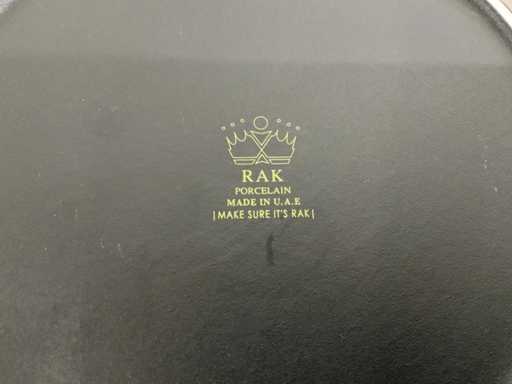 RAK
PORCELAIN
MADE IN U.A.E
|MAKE SURE IT'S RAK|